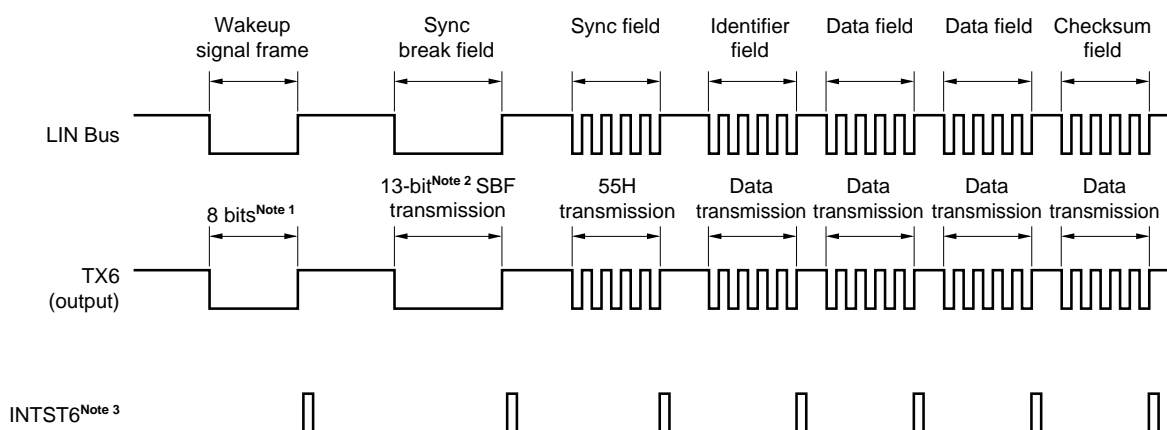 Wakeup signal frame
Sync break field
Sync field
Identifier field
Data field
Data field
Checksum field
LIN Bus
8 bitsNote 1
13-bitNote 2 SBF transmission
55H transmission
Data transmission
Data transmission
Data transmission
Data transmission
TX6 (output)
INTST6Note 3